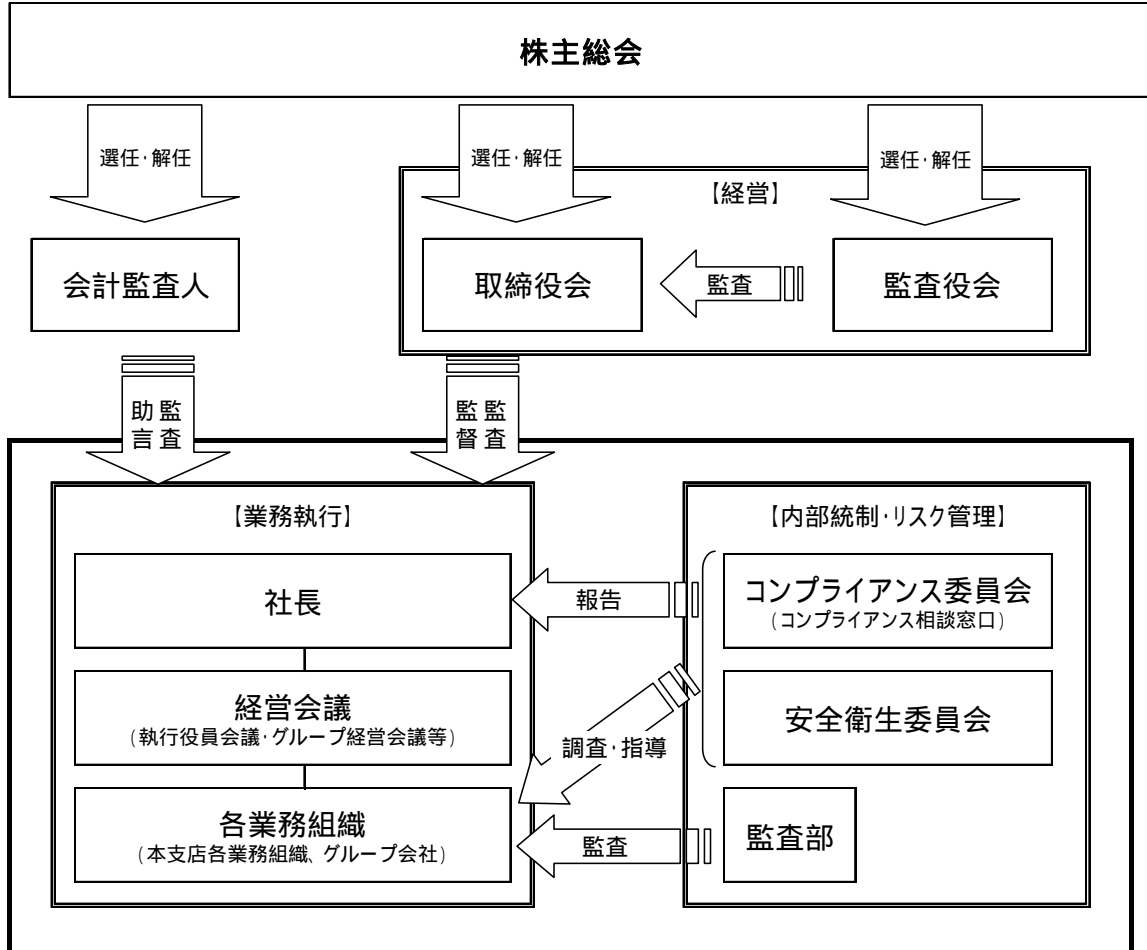 株主総会
選任・解任
選任・解任
選任・解任
【経営】
会計監査人
取締役会
監査
監査役会
監査
助言
監査
監督
【業務執行】
【内部統制・リスク管理】
社長
報告
コンプライアンス委員会
(コンプライアンス相談窓口)
経営会議
(執行役員会議・グループ経営会議等)
調査・指導
安全衛生委員会
各業務組織
(本支店各業務組織、グループ会社)
監査
監査部